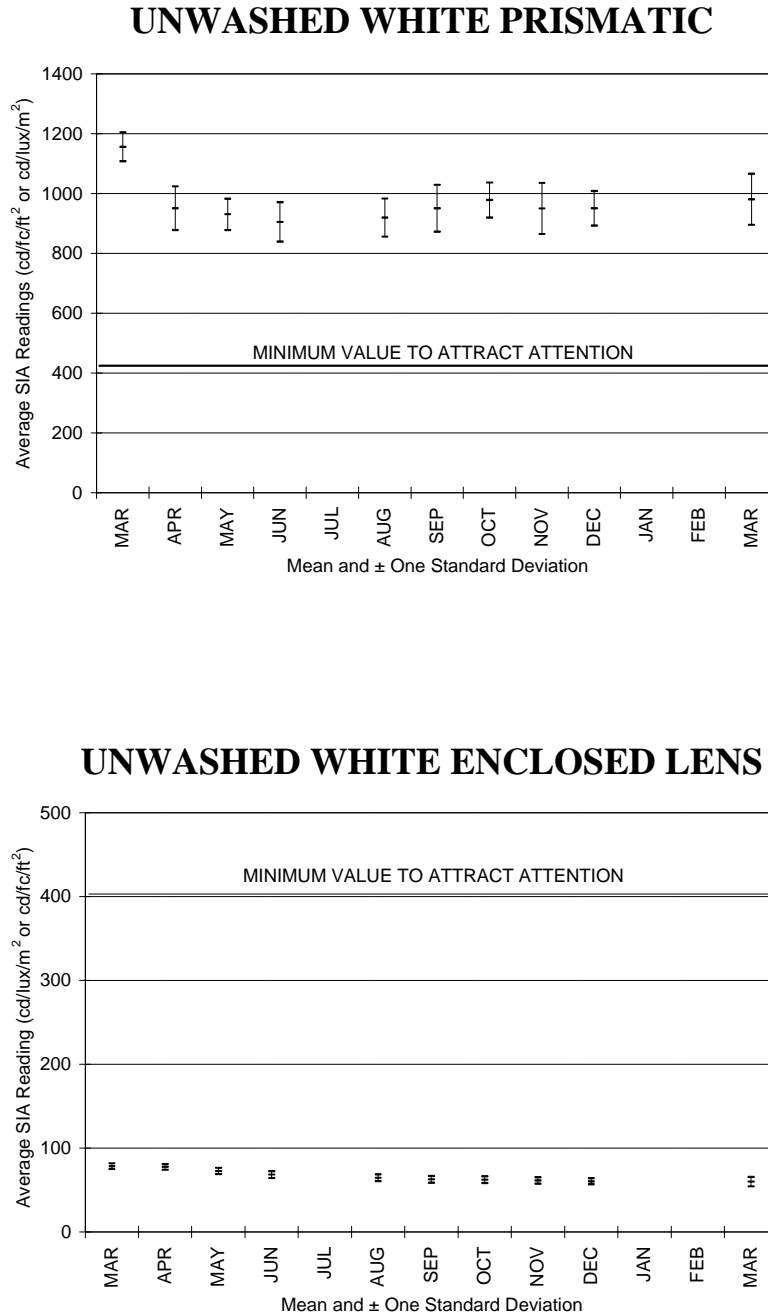 UNWASHED WHITE PRISMATIC
1400
1200
1000
800
600
400
200
0
Average SIA Readings (cd/fc/ft² or cd/lux/m²)
MINIMUM VALUE TO ATTRACT ATTENTION
MAR APR MAY JUN JUL AUG SEP OCT NOV DEC JAN FEB MAR
Mean and ± One Standard Deviation
UNWASHED WHITE ENCLOSED LENS
500
400
300
200
100
0
Average SIA Reading (cd/lux/m² or cd/fc/ft²)
MINIMUM VALUE TO ATTRACT ATTENTION
MAR APR MAY JUN JUL AUG SEP OCT NOV DEC JAN FEB MAR
Mean and ± One Standard Deviation